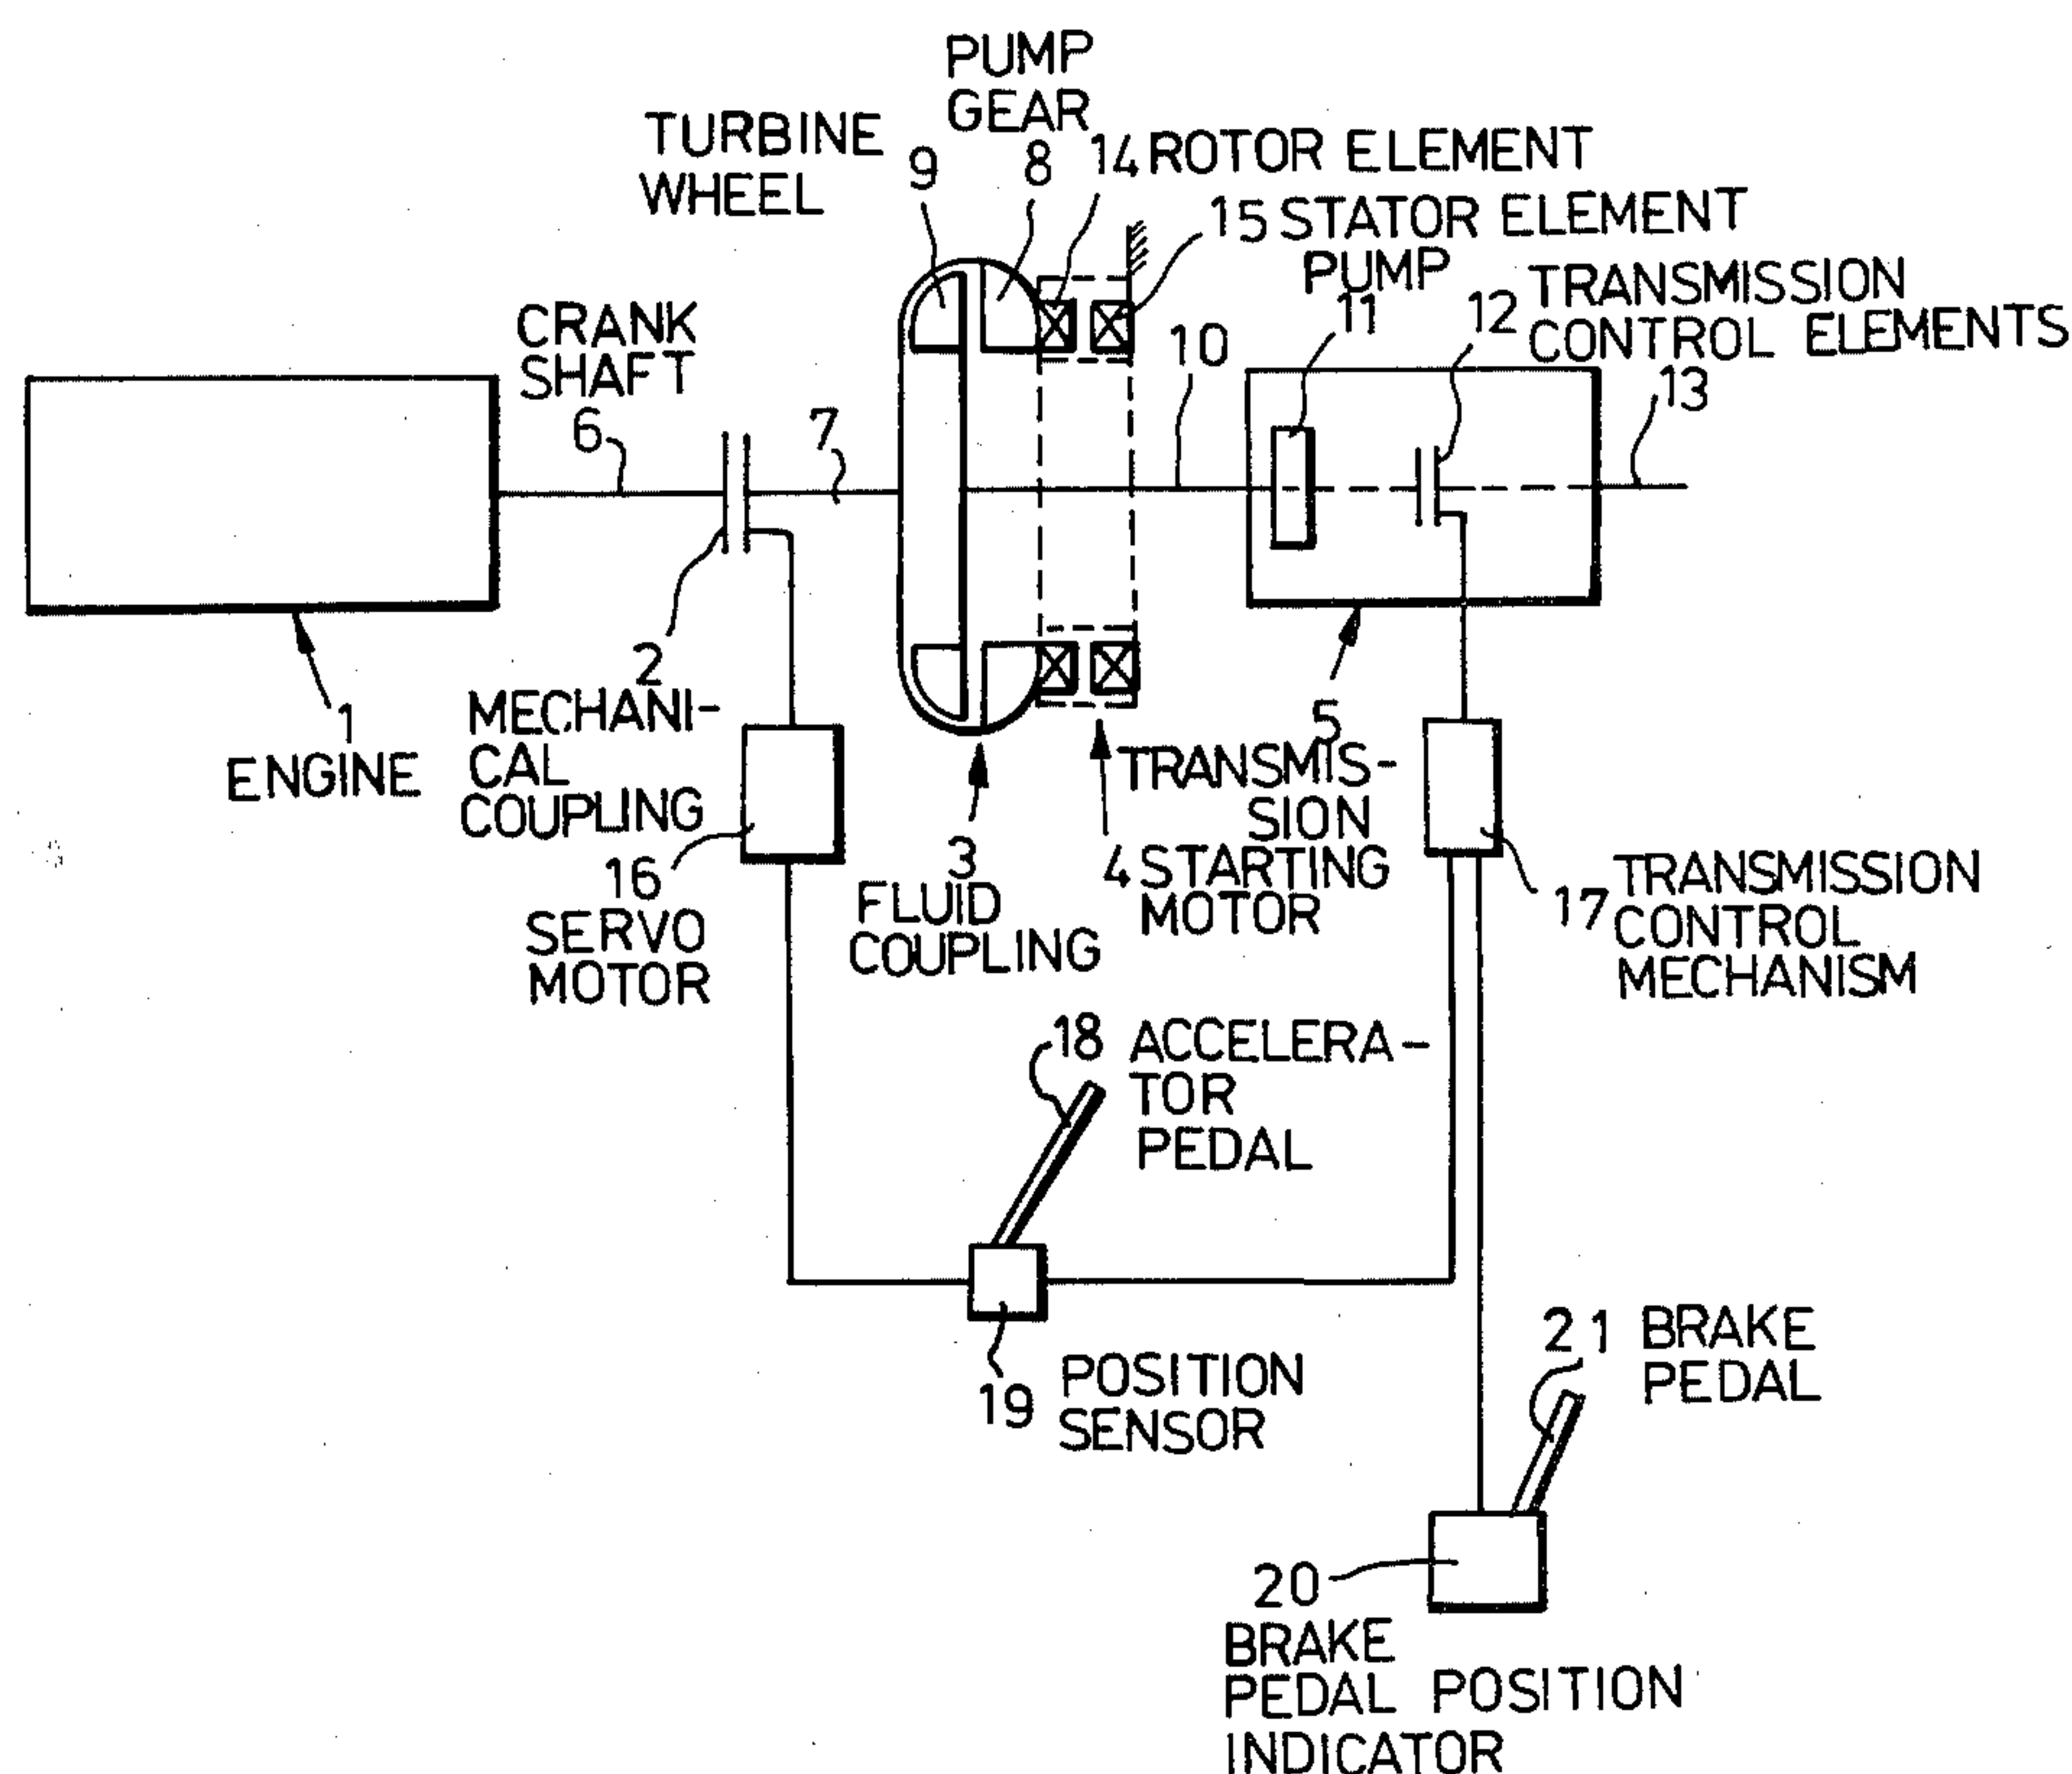 PUMP
GEAR
8
TURBINE
WHEEL
9
14 ROTOR ELEMENT
15 STATOR ELEMENT
PUMP
11
12 TRANSMISSION
CONTROL ELEMENTS
13
10
CRANK
SHAFT
6
7
2
MECHANI-
CAL
COUPLING
1
ENGINE
5
TRANSMIS-
SION
4 STARTING
MOTOR
3
FLUID
COUPLING
16
SERVO
MOTOR
17 TRANSMISSION
CONTROL
MECHANISM
18 ACCELERA-
TOR
PEDAL
19 POSITION
SENSOR
21 BRAKE
PEDAL
20
BRAKE
PEDAL POSITION
INDICATOR